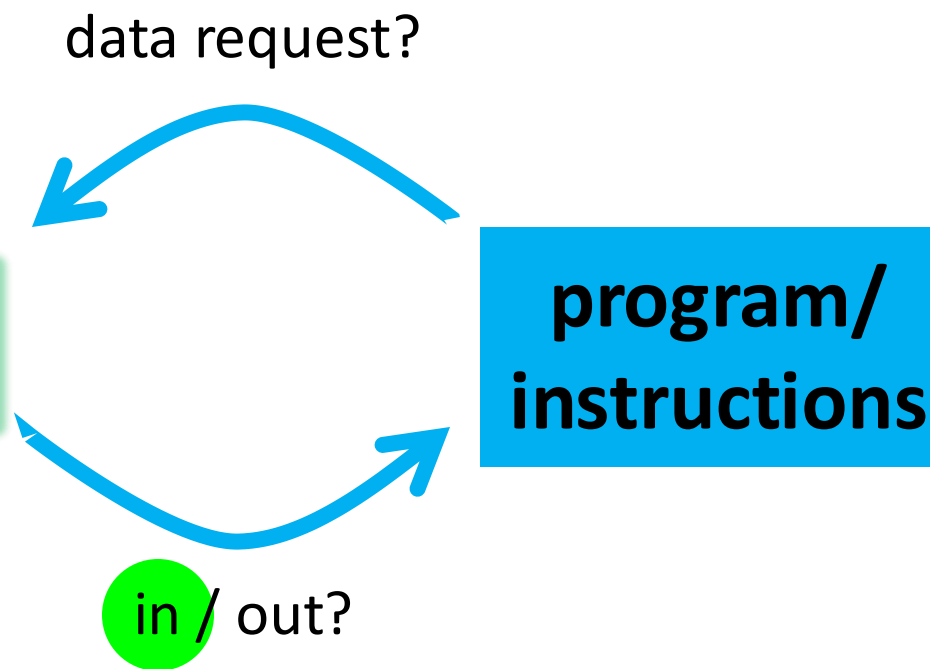 data request?
program/
instructions
in / out?